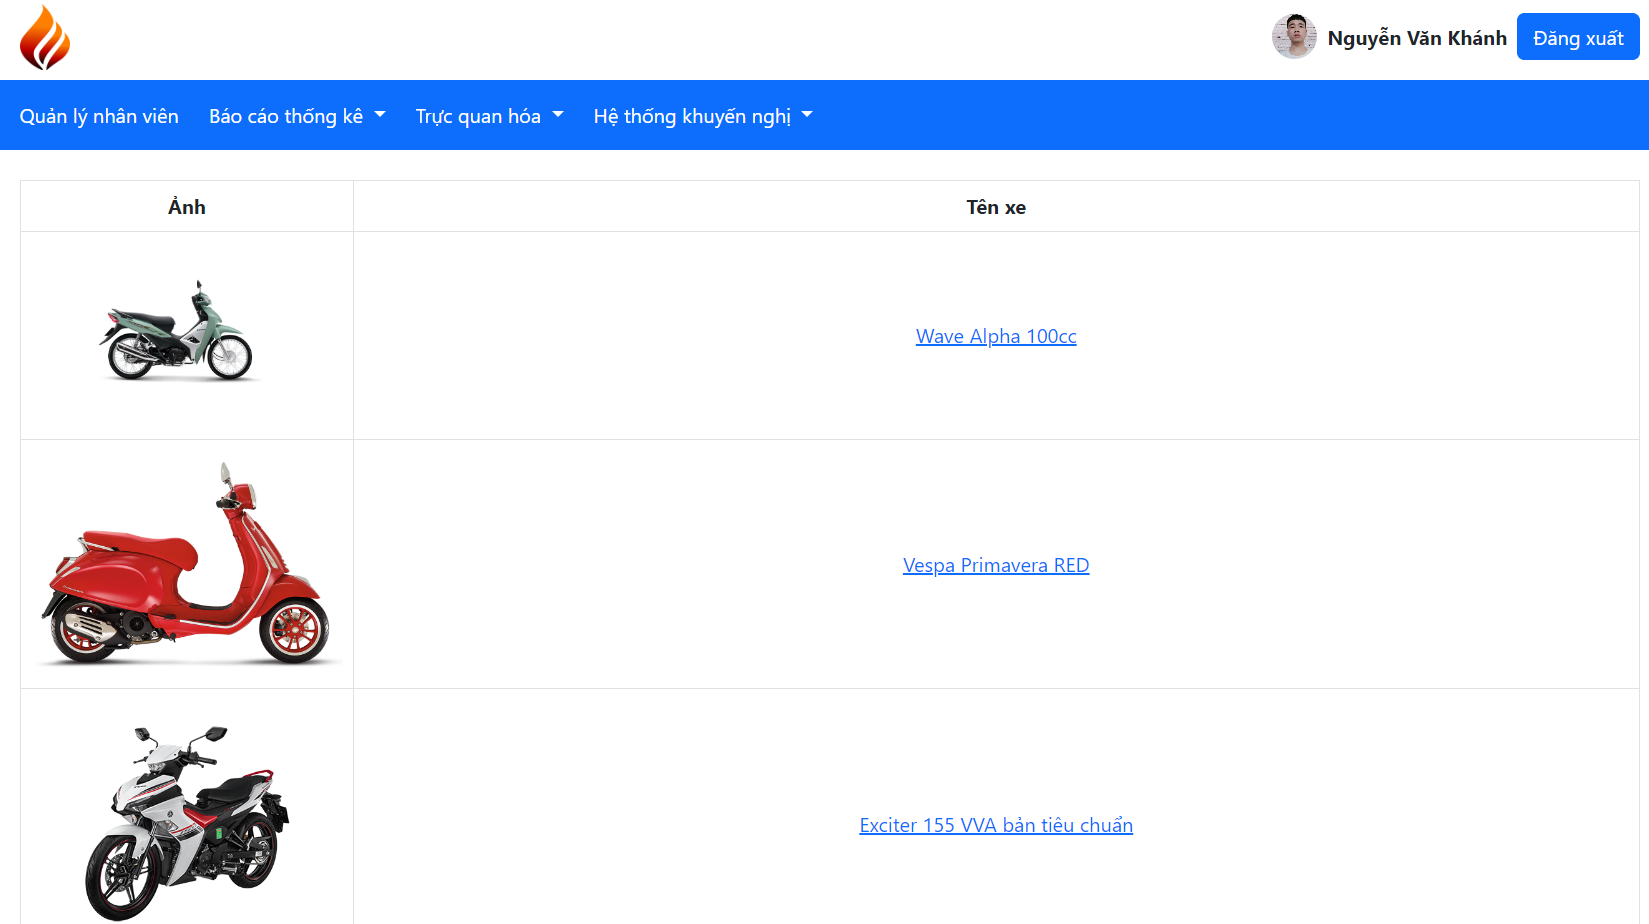 Nguyễn Văn Khánh
Đăng xuất
Quản lý nhân viên
Báo cáo thống kê
Trực quan hóa
Hệ thống khuyến nghị
Ảnh
Tên xe
Wave Alpha 100cc
Vespa Primavera RED
Exciter 155 VVA bản tiêu chuẩn